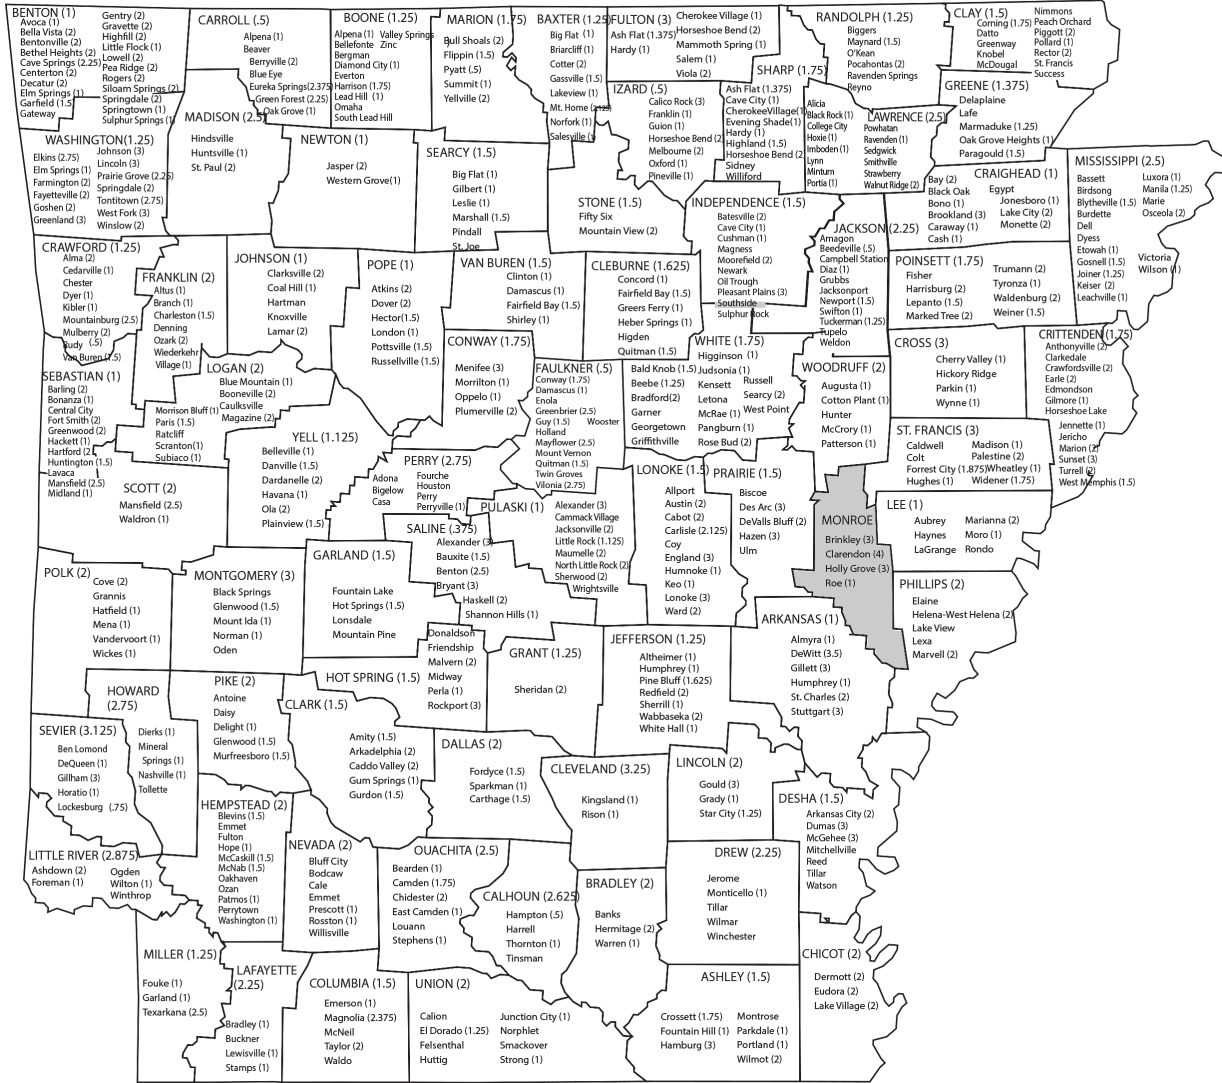 BENTON (1)
Avoca (1)
Bella Vista (2)
Bentonville (2)
Bethel Heights (2)
Cave Springs (2.25)
Centerton (2)
Decatur (2)
Elm Springs (1)
Garfield (1.5)
Gateway
Gentry (2)
Gravette (2)
Highfill (2)
Little Flock (1)
Lowell (2)
Pea Ridge (2)
Rogers (2)
Siloam Springs (2)
Springdale (2)
Springtown (1)
Sulphur Springs (1)
CARROLL (.5)
Alpena (1)
Beaver
Berryville (2)
Blue Eye
Eureka Springs(2.375)
Green Forest (2.25)
Oak Grove (1)
BOONE (1.25)
Alpena (1)
Bellefonte
Bergman
Diamond City (1)
Everton
Harrison (1.75)
Lead Hill (1)
Omaha
South Lead Hill
Valley Springs
Zinc
MARION (1.75)
Bull Shoals (2)
Flippin (1.5)
Pyatt (.5)
Summit (1)
Yellville (2)
BAXTER (1.25)
Big Flat (1)
Briarcliff (1)
Cotter (2)
Gassville (1.5)
Lakeview (1)
Mt. Home (2.125)
Norfork (1)
Salesville (1)
FULTON (3)
Ash Flat (1.375)
Hardy (1)
Cherokee Village (1)
Horseshoe Bend (2)
Mammoth Spring (1)
Salem (1)
Viola (2)
SHARP (1.75)
Ash Flat (1.375)
Cave City (1)
CherokeeVillage(1)
Evening Shade(1)
Hardy (1)
Highland (1.5)
Horseshoe Bend (2)
Sidney
Williford
RANDOLPH (1.25)
Biggers
Maynard (1.5)
O'Kean
Pocahontas (2)
Ravenden Springs
Reyno
CLAY (1.5)
Corning (1.75)
Datto
Greenway
Knobel
McDougal
Nimmons
Peach Orchard
Piggott (2)
Pollard (1)
Rector (2)
St. Francis
Success
GREENE (1.375)
Delaplaine
Lafe
Marmaduke (1.25)
Oak Grove Heights (1)
Paragould (1.5)
IZARD (.5)
Calico Rock (3)
Franklin (1)
Guion (1)
Horseshoe Bend (2)
Melbourne (2)
Oxford (1)
Pineville (1)
LAWRENCE (2.5)
Alicia
Black Rock (1)
College City
Hoxie (1)
Imboden (1)
Lynn
Minturn
Portia (1)
Powhatan
Ravenden (1)
Sedgwick
Smithville
Strawberry
Walnut Ridge (2)
WASHINGTON(1.25)
Elkins (2.75)
Elm Springs (1)
Farmington (2)
Fayetteville (2)
Goshen (2)
Greenland (3)
Johnson (3)
Lincoln (3)
Prairie Grove (2.25)
Springdale (2)
Tontitown (2.75)
West Fork (3)
Winslow (2)
MADISON (2.5)
Hindsville
Huntsville (1)
St. Paul (2)
NEWTON (1)
Jasper (2)
Western Grove(1)
SEARCY (1.5)
Big Flat (1)
Gilbert (1)
Leslie (1)
Marshall (1.5)
Pindall
St. Joe
STONE (1.5)
Fifty Six
Mountain View (2)
INDEPENDENCE (1.5)
Batesville (2)
Cave City (1)
Cushman (1)
Magness
Moorefield (2)
Newark
Oil Trough
Pleasant Plains (3)
Southside
Sulphur Rock
JACKSON (2.25)
Amagon
Beedeville (.5)
Campbell Station
Diaz (1)
Grubbs
Jacksonport
Newport (1.5)
Swifton (1)
Tuckerman (1.25)
Tupelo
Weldon
CRAIGHEAD (1)
Bay (2)
Black Oak
Bono (1)
Brookland (3)
Caraway (1)
Cash (1)
Egypt
Jonesboro (1)
Lake City (2)
Monette (2)
MISSISSIPPI (2.5)
Bassett
Birdsong
Blytheville (1.5)
Burdette
Dell
Dyess
Etowah (1)
Gosnell (1.5)
Joiner (1.25)
Keiser (2)
Leachville (1)
Luxora (1)
Manila (1.25)
Marie
Osceola (2)
Victoria
Wilson (1)
CRAWFORD (1.25)
Alma (2)
Cedarville (1)
Chester
Dyer (1)
Kibler (1)
Mountainburg (2.5)
Mulberry (2)
Rudy (.5)
Van Buren (1.5)
FRANKLIN (2)
Altus (1)
Branch (1)
Charleston (1.5)
Denning
Ozark (2)
Wiederkehr
Village (1)
JOHNSON (1)
Clarksville (2)
Coal Hill (1)
Hartman
Knoxville
Lamar (2)
POPE (1)
Atkins (2)
Dover (2)
Hector(1.5)
London (1)
Pottsville (1.5)
Russellville (1.5)
VAN BUREN (1.5)
Clinton (1)
Damascus (1)
Fairfield Bay (1.5)
Shirley (1)
CLEBURNE (1.625)
Concord (1)
Fairfield Bay (1.5)
Greers Ferry (1)
Heber Springs (1)
Higden
Quitman (1.5)
POINSETT (1.75)
Fisher
Harrisburg (2)
Lepanto (1.5)
Marked Tree (2)
Trumann (2)
Tyronza (1)
Waldenburg (2)
Weiner (1.5)
CONWAY (1.75)
Menifee (3)
Morrilton (1)
Oppelo (1)
Plumerville (2)
WHITE (1.75)
Bald Knob (1.5)
Beebe (1.25)
Bradford(2)
Garner
Georgetown
Griffithville
Higginson (1)
Judsonia (1)
Kensett
Letona
McRae (1)
Pangburn (1)
Rose Bud (2)
Russell
Searcy (2)
West Point
CROSS (3)
Cherry Valley (1)
Hickory Ridge
Parkin (1)
Wynne (1)
CRITTENDEN (1.75)
Anthonyville (2)
Clarkedale
Crawfordsville (2)
Earle (2)
Edmondson
Gilmore (1)
Horseshoe Lake
Jennette (1)
Jericho
Marion (2)
Sunset (3)
Turrell (2)
West Memphis (1.5)
SEBASTIAN (1)
Barling (2)
Bonanza (1)
Central City
Fort Smith (2)
Greenwood (2)
Hackett (1)
Hartford (2)
Huntington (1.5)
Lavaca
Mansfield (2.5)
Midland (1)
LOGAN (2)
Blue Mountain (1)
Booneville (2)
Caulksville
Magazine (2)
Morrison Bluff (1)
Paris (1.5)
Ratcliff
Scranton(1)
Subiaco (1)
FAULKNER (.5)
Conway (1.75)
Damascus (1)
Enola
Greenbrier (2.5)
Guy (1.5)
Wooster
Holland
Mayflower (2.5)
Mount Vernon
Quitman (1.5)
Twin Groves
Vilonia (2.75)
WOODRUFF (2)
Augusta (1)
Cotton Plant (1)
Hunter
McCrory (1)
Patterson (1)
ST. FRANCIS (3)
Caldwell
Colt
Forrest City (1.875)
Hughes (1)
Madison (1)
Palestine (2)
Wheatley (1)
Widener (1.75)
SCOTT (2)
Mansfield (2.5)
Waldron (1)
YELL (1.125)
Belleville (1)
Danville (1.5)
Dardanelle (2)
Havana (1)
Ola (2)
Plainview (1.5)
PERRY (2.75)
Adona
Bigelow
Casa
Fourche
Houston
Perry
Perryville (1)
PULASKI (1)
Alexander (3)
Cammack Village
Jacksonville (2)
Little Rock (1.125)
Maumelle (2)
North Little Rock (2)
Sherwood (2)
Wrightsville
LONOKE (1.5)
Allport
Austin (2)
Cabot (2)
Carlisle (2.125)
Coy
England (3)
Humnoke (1)
Keo (1)
Lonoke (3)
Ward (2)
PRAIRIE (1.5)
Biscoe
Des Arc (3)
DeValls Bluff (2)
Hazen (3)
Ulm
MONROE
Brinkley (3)
Clarendon (4)
Holly Grove (3)
Roe (1)
LEE (1)
Aubrey
Haynes
LaGrange
Marianna (2)
Moro (1)
Rondo
SALINE (.375)
Alexander (3)
Bauxite (1.5)
Benton (2.5)
Bryant (3)
Haskell (2)
Shannon Hills (1)
GARLAND (1.5)
Fountain Lake
Hot Springs (1.5)
Lonsdale
Mountain Pine
POLK (2)
Cove (2)
Grannis
Hatfield (1)
Mena (1)
Vandervoort (1)
Wickes (1)
MONTGOMERY (3)
Black Springs
Glenwood (1.5)
Mount Ida (1)
Norman (1)
Oden
PHILLIPS (2)
Elaine
Helena-West Helena (2)
Lake View
Lexa
Marvell (2)
HOT SPRING (1.5)
Donaldson
Friendship
Malvern (2)
Midway
Perla (1)
Rockport (3)
GRANT (1.25)
Sheridan (2)
JEFFERSON (1.25)
Altheimer (1)
Humphrey (1)
Pine Bluff (1.625)
Redfield (2)
Sherrill (1)
Wabbaseka (2)
White Hall (1)
ARKANSAS (1)
Almyra (1)
DeWitt (3.5)
Gillett (3)
Humphrey (1)
St. Charles (2)
Stuttgart (3)
HOWARD
(2.75)
Dierks (1)
Mineral
Springs (1)
Nashville (1)
Tollette
PIKE (2)
Antoine
Daisy
Delight (1)
Glenwood (1.5)
Murfreesboro (1.5)
CLARK (1.5)
Amity (1.5)
Arkadelphia (2)
Caddo Valley (2)
Gum Springs (1)
Gurdon (1.5)
SEVIER (3.125)
Ben Lomond
DeQueen (1)
Gillham (3)
Horatio (1)
Lockesburg (.75)
DALLAS (2)
Fordyce (1.5)
Sparkman (1)
Carthage (1.5)
CLEVELAND (3.25)
Kingsland (1)
Rison (1)
LINCOLN (2)
Gould (3)
Grady (1)
Star City (1.25)
DESHA (1.5)
Arkansas City (2)
Dumas (3)
McGehee (3)
Mitchellville
Reed
Tillar
Watson
HEMPSTEAD (2)
Blevins (1.5)
Emmet
Fulton
Hope (1)
McCaskill (1.5)
McNab (1.5)
Oakhaven
Ozan
Patmos (1)
Perrytown
Washington (1)
LITTLE RIVER (2.875)
Ashdown (2)
Foreman (1)
Ogden
Wilton (1)
Winthrop
NEVADA (2)
Bluff City
Bodcaw
Cale
Emmet
Prescott (1)
Rosston (1)
Willisville
OUACHITA (2.5)
Bearden (1)
Camden (1.75)
Chidester (2)
East Camden (1)
Louann
Stephens (1)
CALHOUN (2.625)
Hampton (.5)
Harrell
Thornton (1)
Tinsman
BRADLEY (2)
Banks
Hermitage (2)
Warren (1)
DREW (2.25)
Jerome
Monticello (1)
Tillar
Wilmar
Winchester
MILLER (1.25)
Fouke (1)
Garland (1)
Texarkana (2.5)
LAFAYETTE
(2.25)
Bradley (1)
Buckner
Lewisville (1)
Stamps (1)
COLUMBIA (1.5)
Emerson (1)
Magnolia (2.375)
McNeil
Taylor (2)
Waldo
UNION (2)
Calion
El Dorado (1.25)
Felsenthal
Huttig
Junction City (1)
Norphlet
Smackover
Strong (1)
ASHLEY (1.5)
Crossett (1.75)
Fountain Hill (1)
Hamburg (3)
Montrose
Parkdale (1)
Portland (1)
Wilmot (2)
CHICOT (2)
Dermott (2)
Eudora (2)
Lake Village (2)